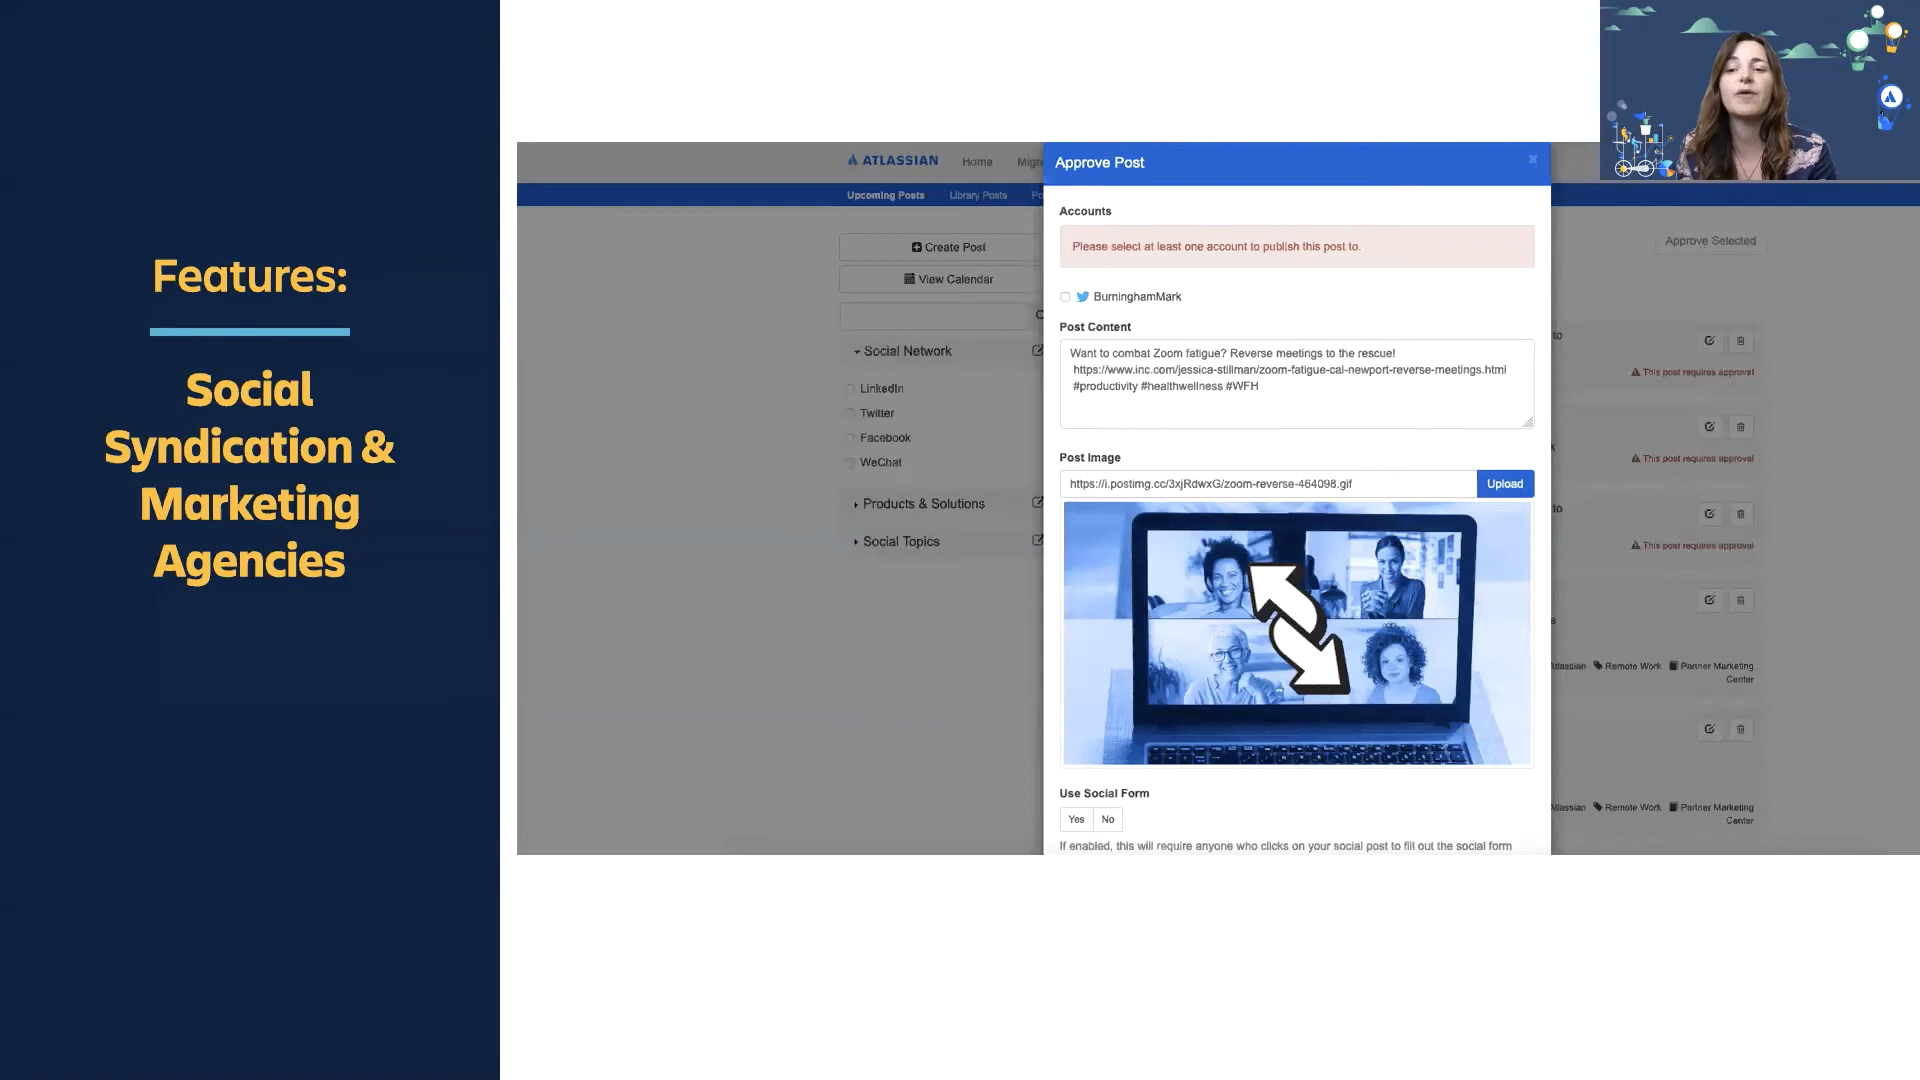 Features:
Social
Syndication &
Marketing
Agencies
ATLASSIAN
Home
Upcoming Posts
Library Posts
Create Post
View Calendar
Social Network
LinkedIn
Twitter
Facebook
WeChat
Products & Solutions
Social Topics
Approve Post
Accounts
Please select at least one account to publish this post to.
BurninghamMark
Post Content
Want to combat Zoom fatigue? Reverse meetings to the rescue!
https://www.inc.com/jessica-stillman/zoom-fatigue-cal-newport-reverse-meetings.html
#productivity #healthwellness #WFH
Post Image
https://i.postimg.cc/3xjRdwxG/zoom-reverse-464098.gif
Upload
Use Social Form
Yes
No
If enabled, this will require anyone who clicks on your social post to fill out the social form
Approve Selected
to
This post requires approval
This post requires approval
to
This post requires approval
Atlassian Remote Work Partner Marketing
Center
Atlassian Remote Work Partner Marketing
Center